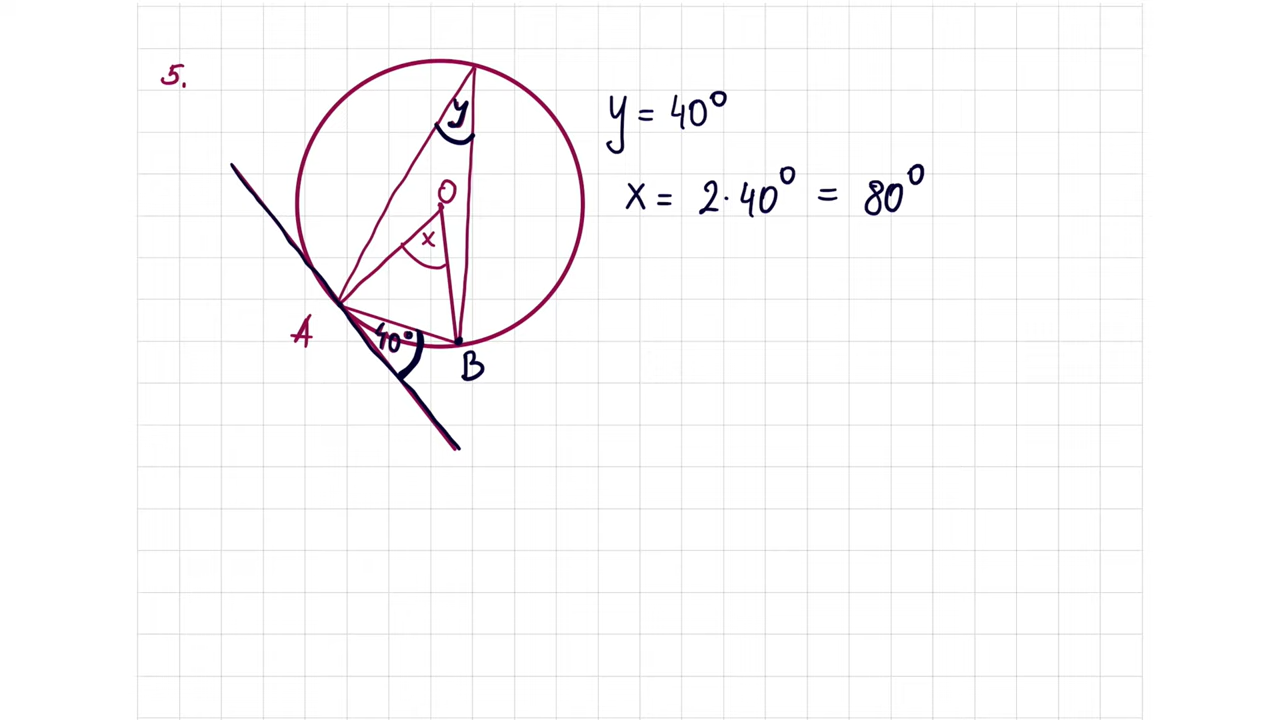 5.
y
y = 40°
O
x = 2·40° = 80°
x
A
40°
B